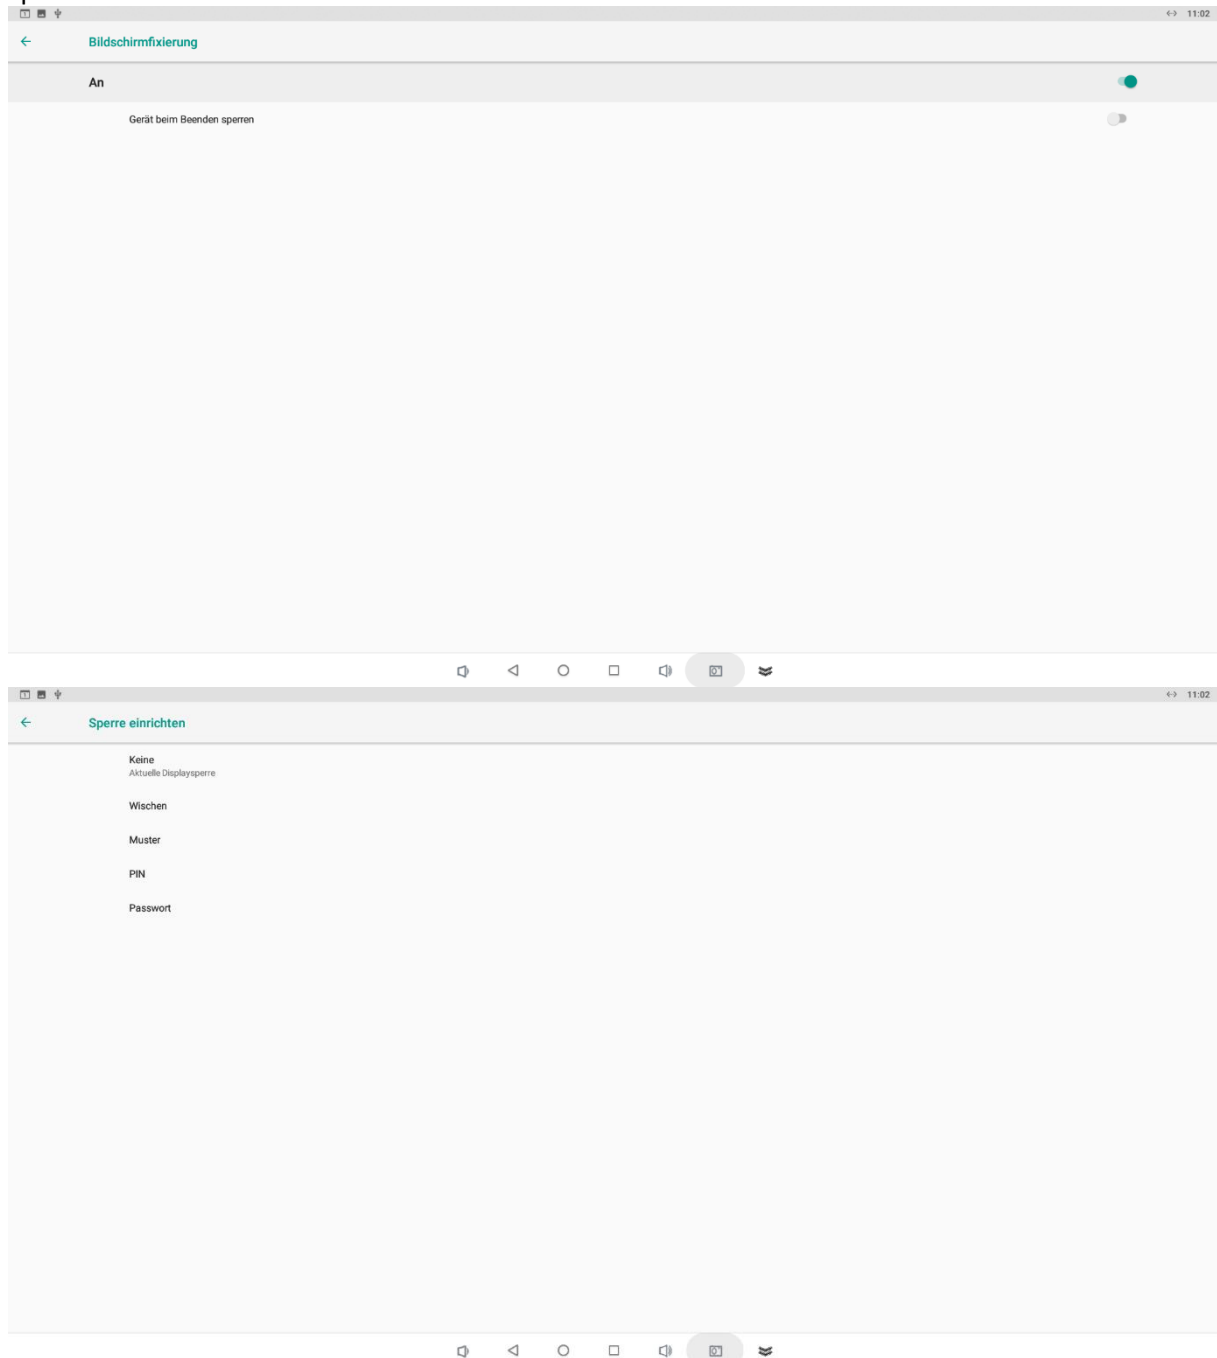 11:02
Bildschirmfixierung
An
Gerät beim Beenden sperren
11:02
Sperre einrichten
Keine
Aktuelle Displaysperre
Wischen
Muster
PIN
Passwort